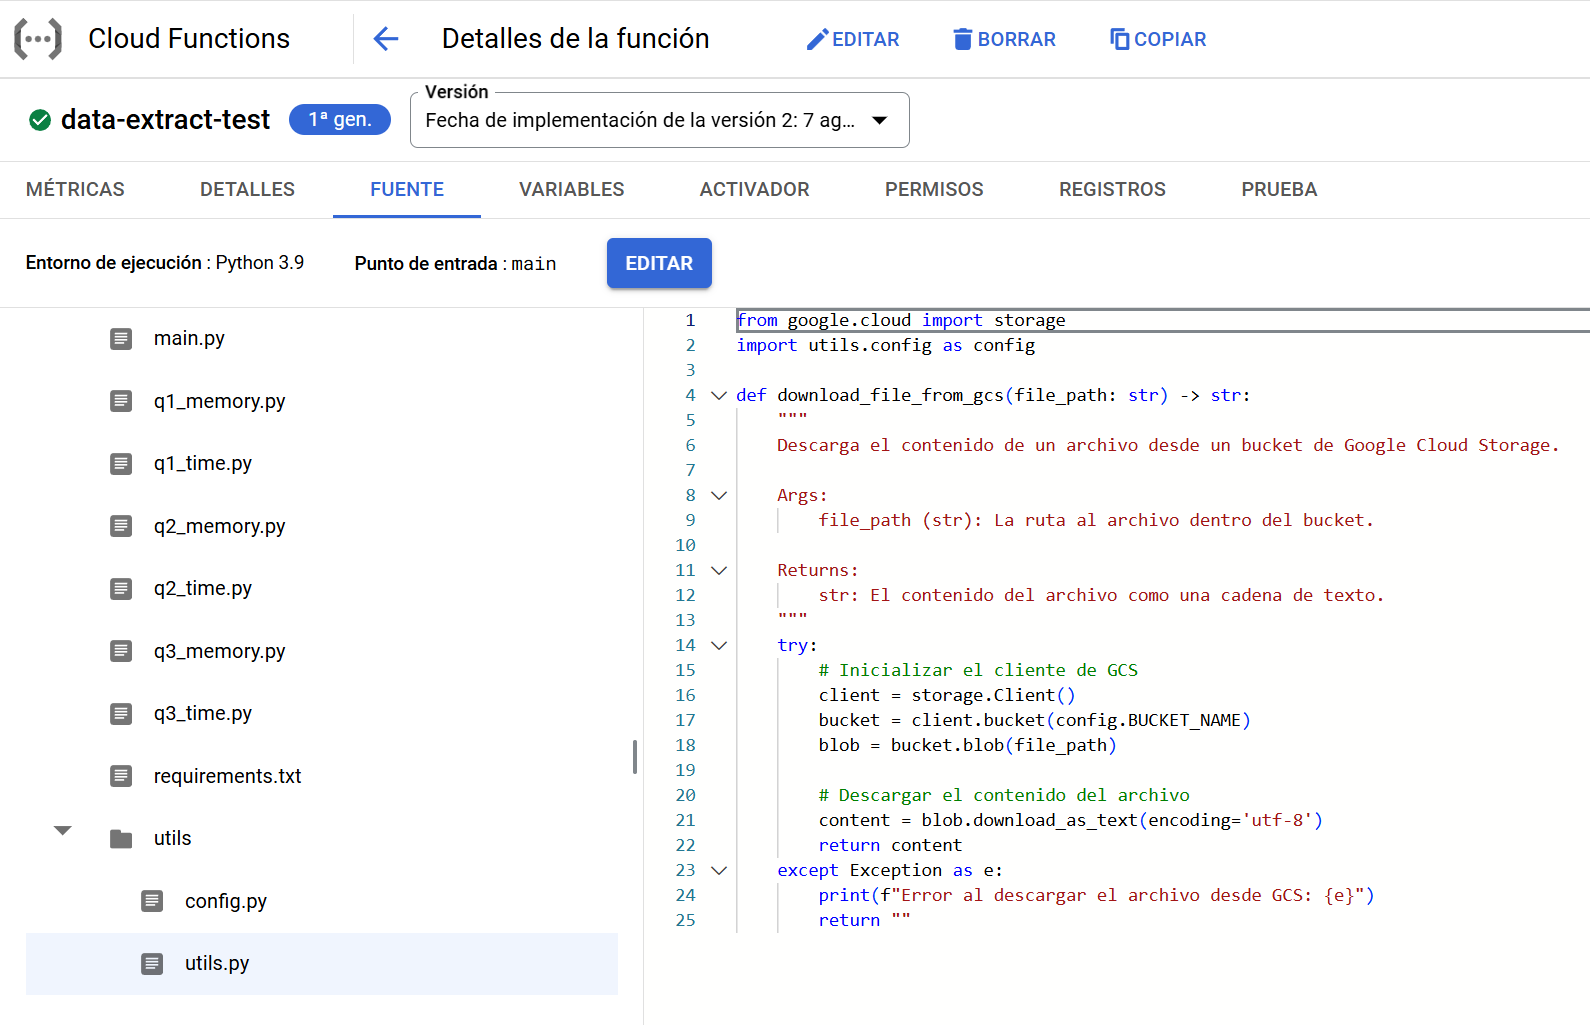 Cloud Functions
Detalles de la función
EDITAR
BORRAR
COPIAR
data-extract-test
1ª gen.
Versión
Fecha de implementación de la versión 2: 7 ag...
MÉTRICAS
DETALLES
FUENTE
VARIABLES
ACTIVADOR
PERMISOS
REGISTROS
PRUEBA
Entorno de ejecución : Python 3.9
Punto de entrada : main
EDITAR
main.py
q1_memory.py
q1_time.py
q2_memory.py
q2_time.py
q3_memory.py
q3_time.py
requirements.txt
utils
config.py
utils.py
1 from google.cloud import storage
2 import utils.config as config
3
4 def download_file_from_gcs(file_path: str) -> str:
5     """
6     Descarga el contenido de un archivo desde un bucket de Google Cloud Storage.
7
8     Args:
9         file_path (str): La ruta al archivo dentro del bucket.
10
11     Returns:
12         str: El contenido del archivo como una cadena de texto.
13     """
14     try:
15         # Inicializar el cliente de GCS
16         client = storage.Client()
17         bucket = client.bucket(config.BUCKET_NAME)
18         blob = bucket.blob(file_path)
19
20         # Descargar el contenido del archivo
21         content = blob.download_as_text(encoding='utf-8')
22         return content
23     except Exception as e:
24         print(f"Error al descargar el archivo desde GCS: {e}")
25         return ""